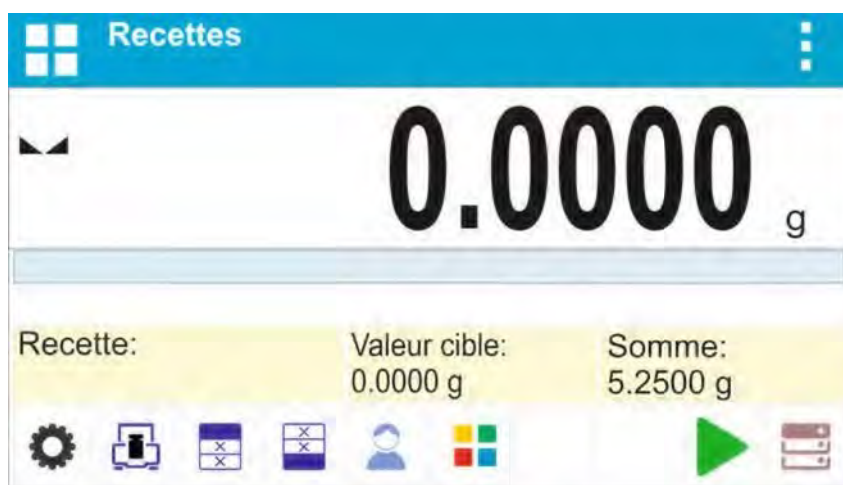 Recettes
0.0000 g
Recette:
Valeur cible:
0.0000 g
Somme:
5.2500 g